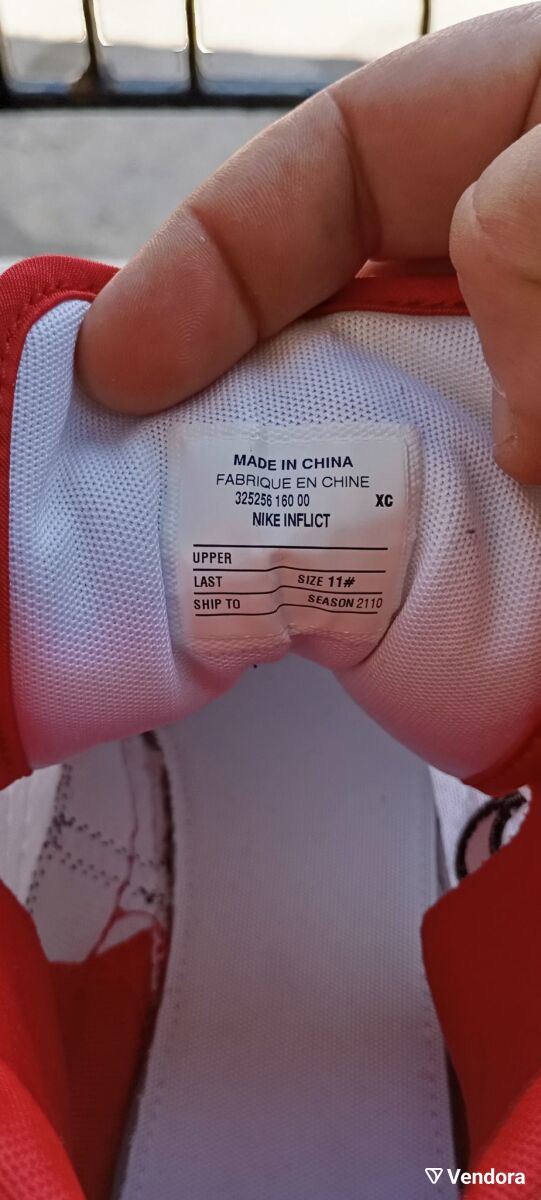 MADE IN CHINA
FABRIQUE EN CHINE
325256 160 00 XC
NIKE INFLICT
UPPER
LAST SIZE 11#
SHIP TO SEASON 2110
Vendora